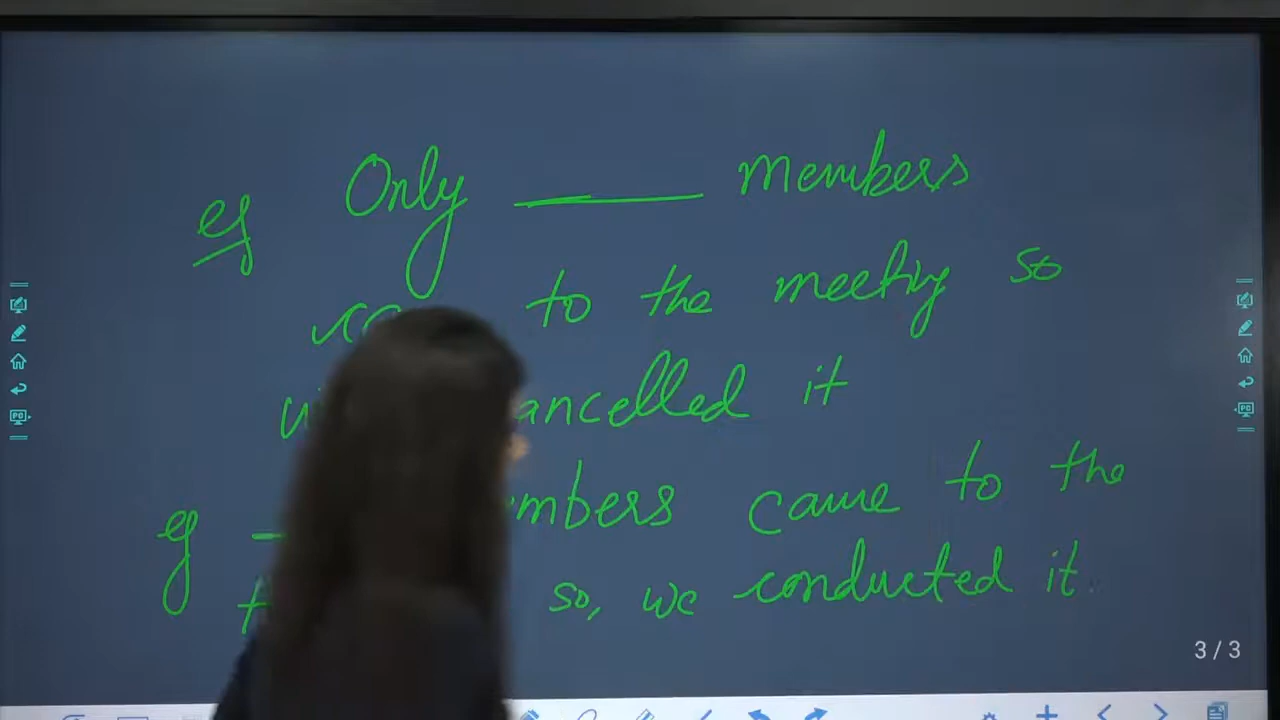 eg Only ______ members
to the meeting so
cancelled it
eg members came to the
so, we conducted it
3 / 3